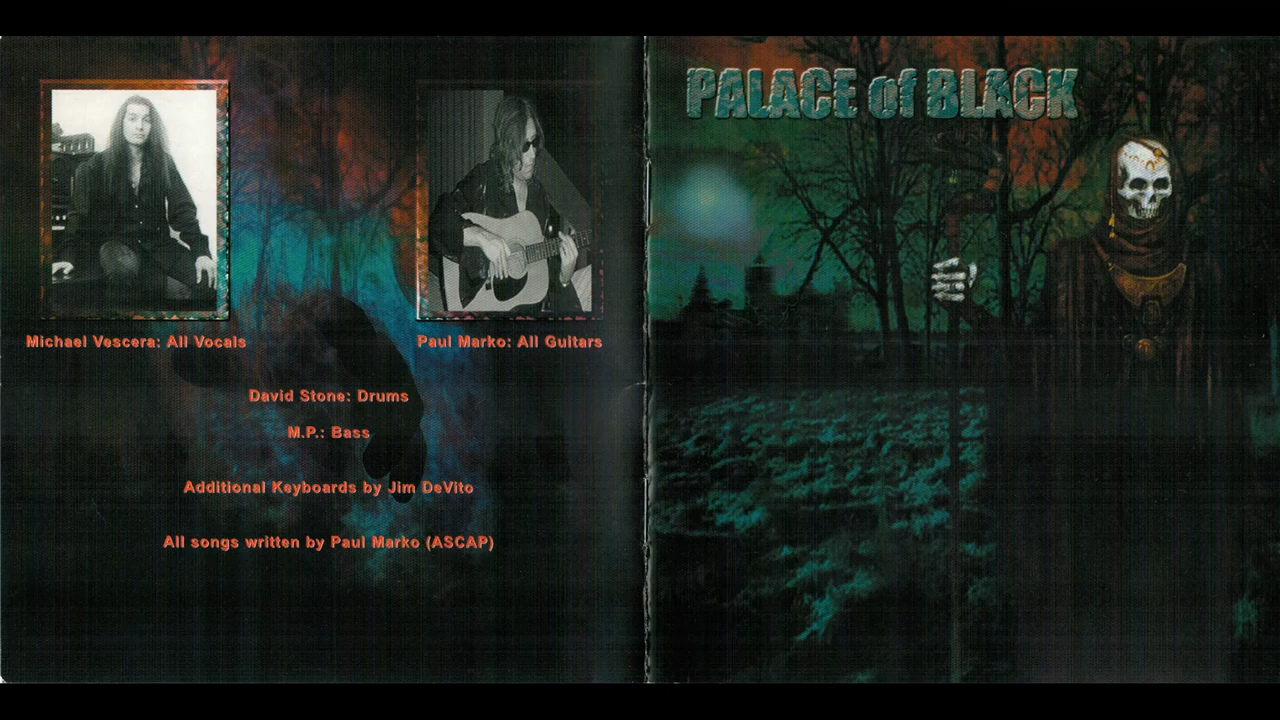 Michael Vescera: All Vocals
Paul Marko: All Guitars
David Stone: Drums
M.P.: Bass
Additional Keyboards by Jim DeVito
All songs written by Paul Marko (ASCAP)
PALACE of BLACK